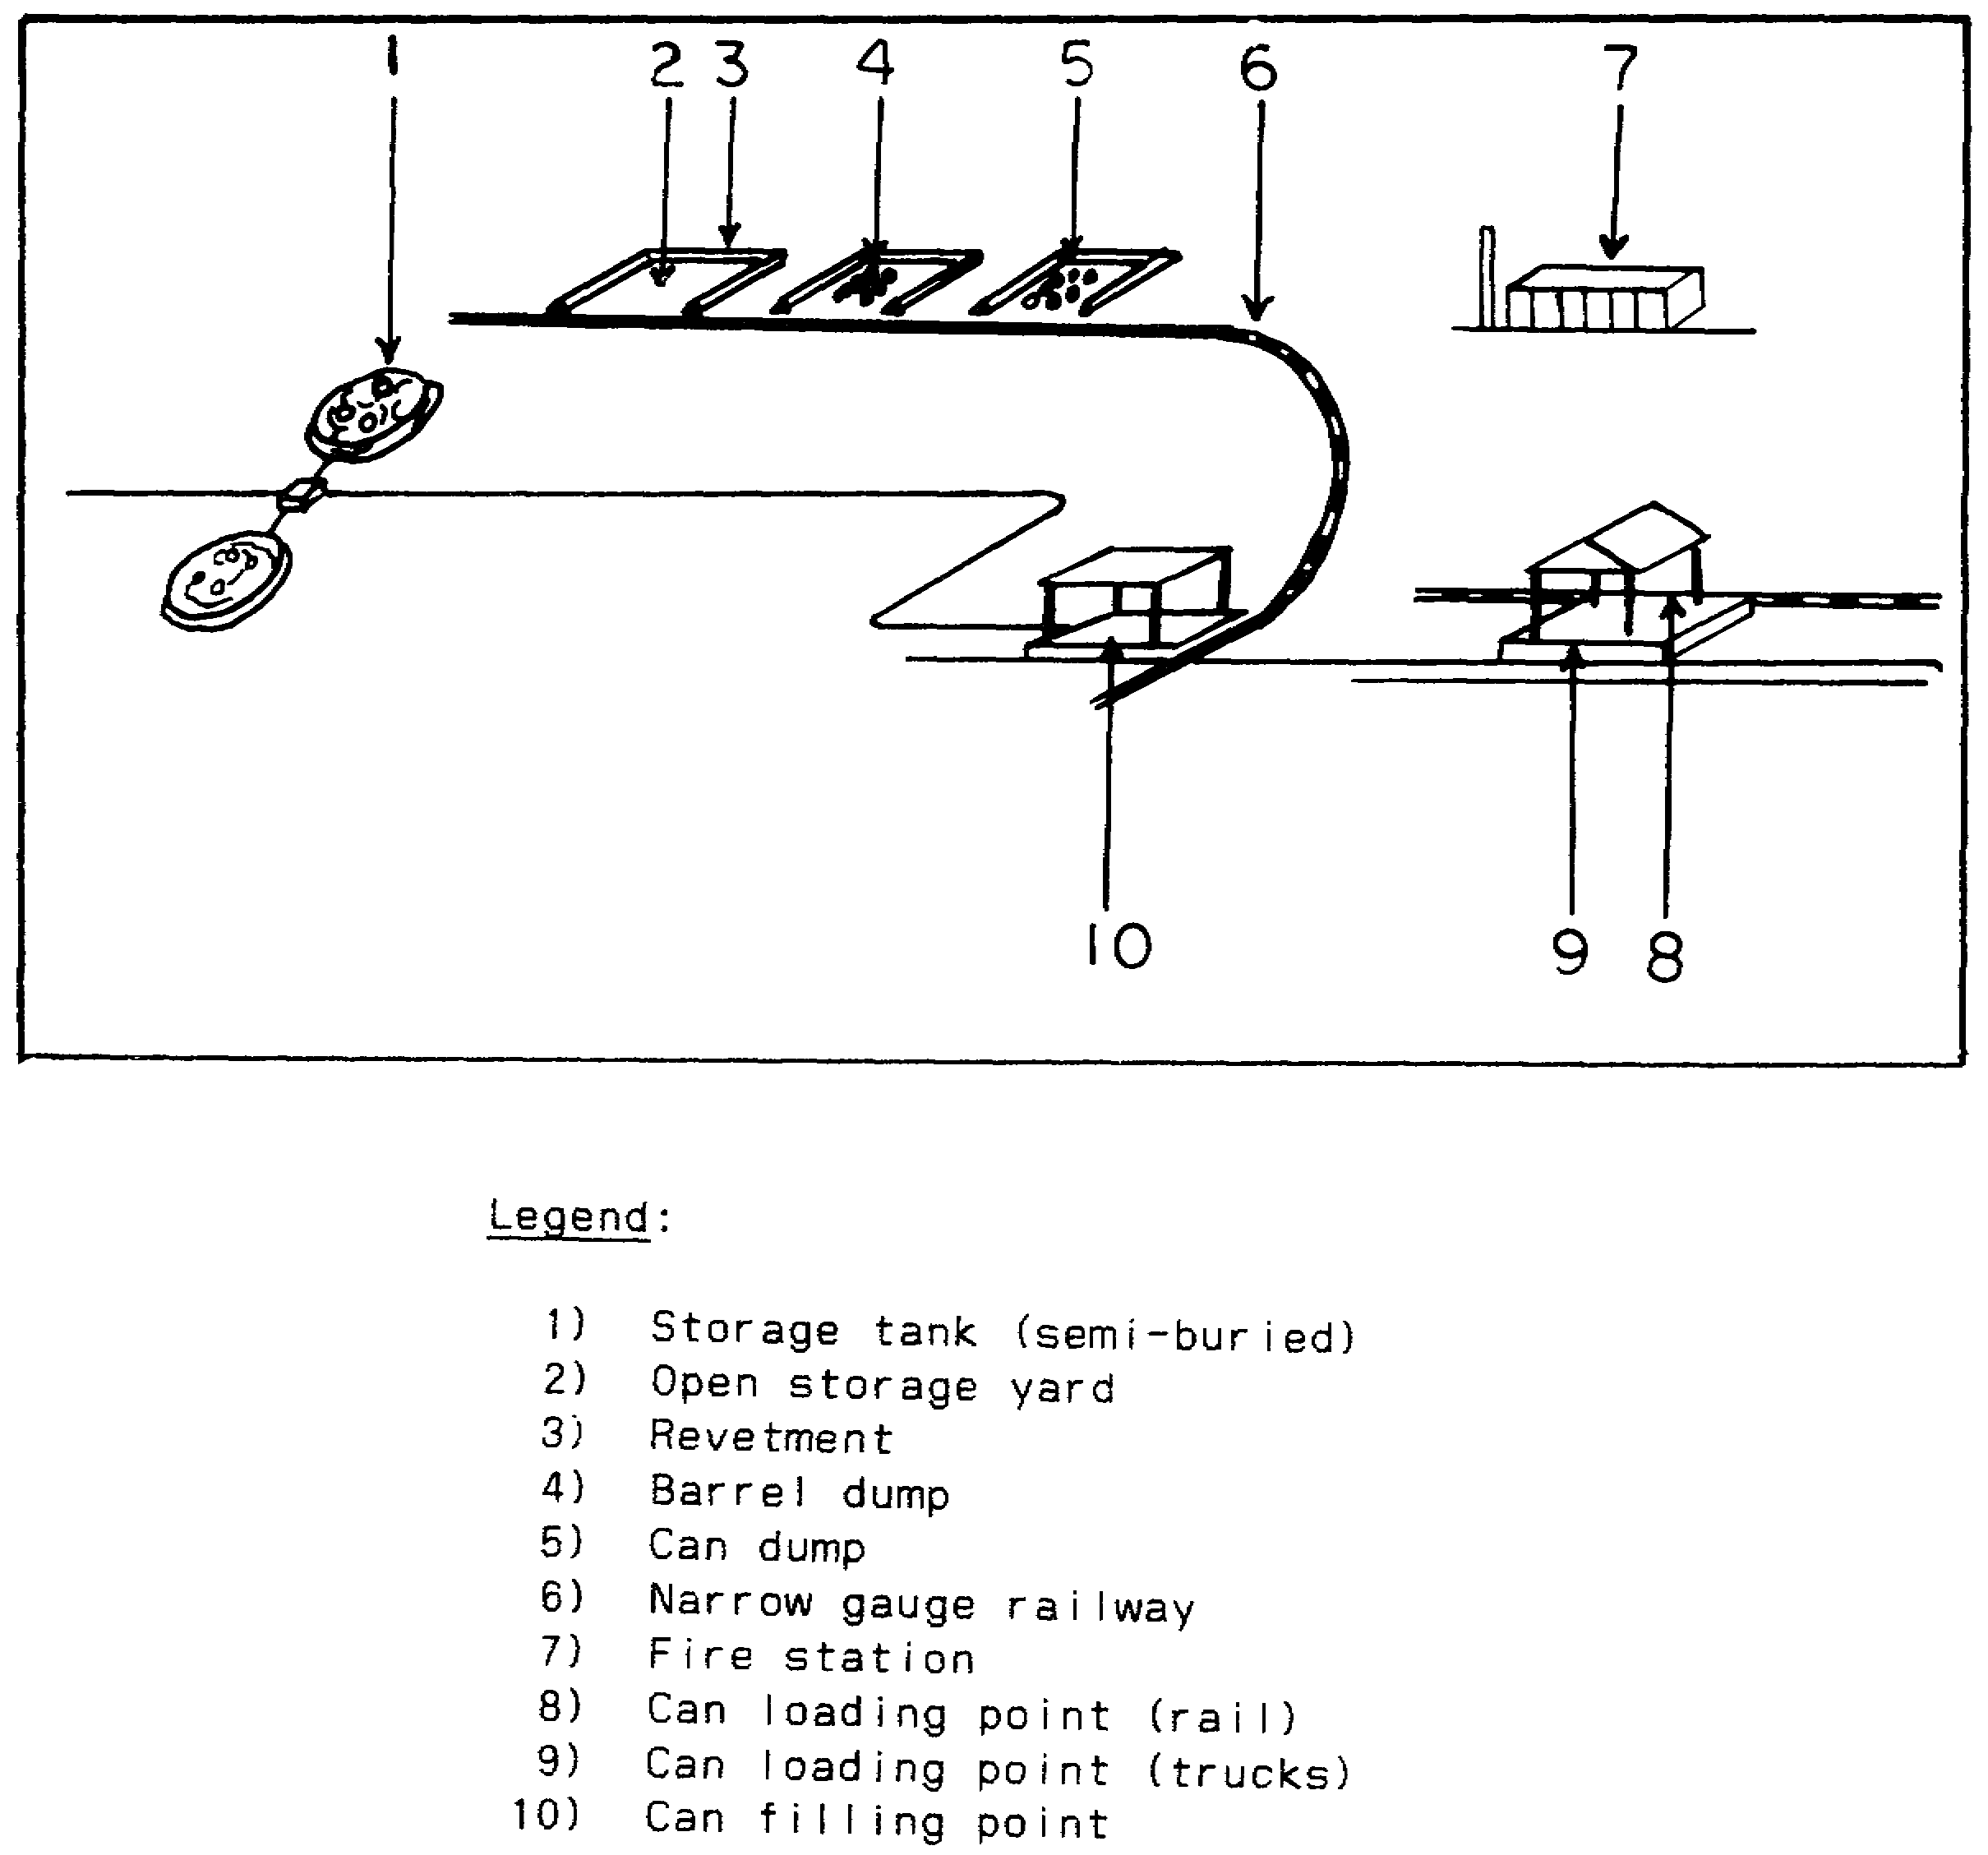 1 2 3 4 5 6 7
10 9 8
Legend:
1) Storage tank (semi-buried)
2) Open storage yard
3) Revetment
4) Barrel dump
5) Can dump
6) Narrow gauge railway
7) Fire station
8) Can loading point (rail)
9) Can loading point (trucks)
10) Can filling point